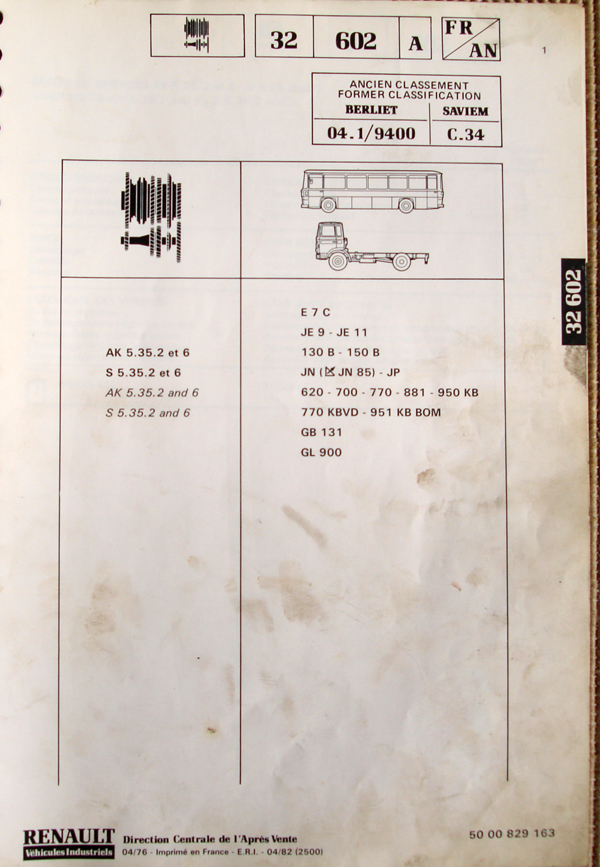 32 602 A FR AN
1
ANCIEN CLASSEMENT
FORMER CLASSIFICATION
BERLIET SAVIEM
04.1/9400 C.34
32 602
AK 5.35.2 et 6
S 5.35.2 et 6
AK 5.35.2 and 6
S 5.35.2 and 6
E 7 C
JE 9 - JE 11
130 B - 150 B
JN ( JN 85) - JP
620 - 700 - 770 - 881 - 950 KB
770 KBVD - 951 KB BOM
GB 131
GL 900
RENAULT
Véhicules Industriels
Direction Centrale de l'Après Vente
04/76 - Imprimé en France - E.R.I. - 04/82 (2500)
50 00 829 163